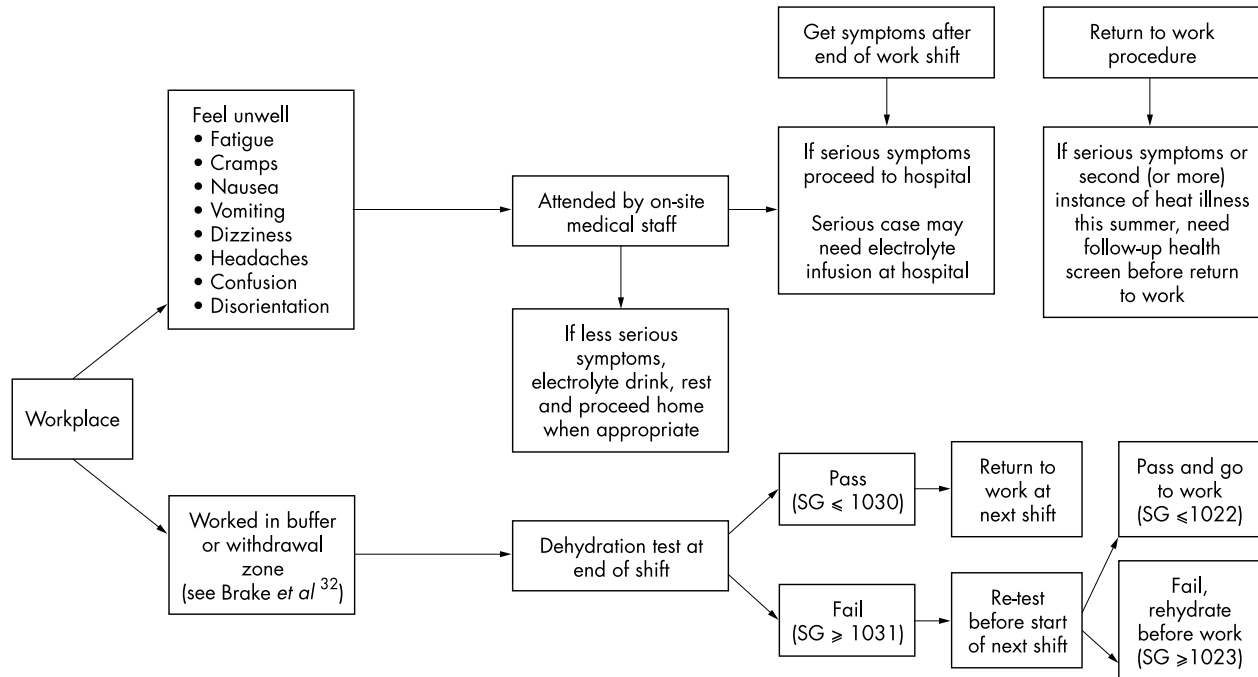 Get symptoms after
end of work shift
Return to work
procedure
Feel unwell
• Fatigue
• Cramps
• Nausea
• Vomiting
• Dizziness
• Headaches
• Confusion
• Disorientation
Attended by on-site
medical staff
If serious symptoms
proceed to hospital
Serious case may
need electrolyte
infusion at hospital
If serious symptoms or
second (or more)
instance of heat illness
this summer, need
follow-up health
screen before return
to work
If less serious
symptoms,
electrolyte drink, rest
and proceed home
when appropriate
Workplace
Worked in buffer
or withdrawal
zone
(see Brake et al 32)
Dehydration test at
end of shift
Pass
(SG ⩽ 1030)
Return to
work at
next shift
Pass and go
to work
(SG ⩽1022)
Fail
(SG ⩾ 1031)
Re-test
before start
of next shift
Fail,
rehydrate
before work
(SG ⩾1023)